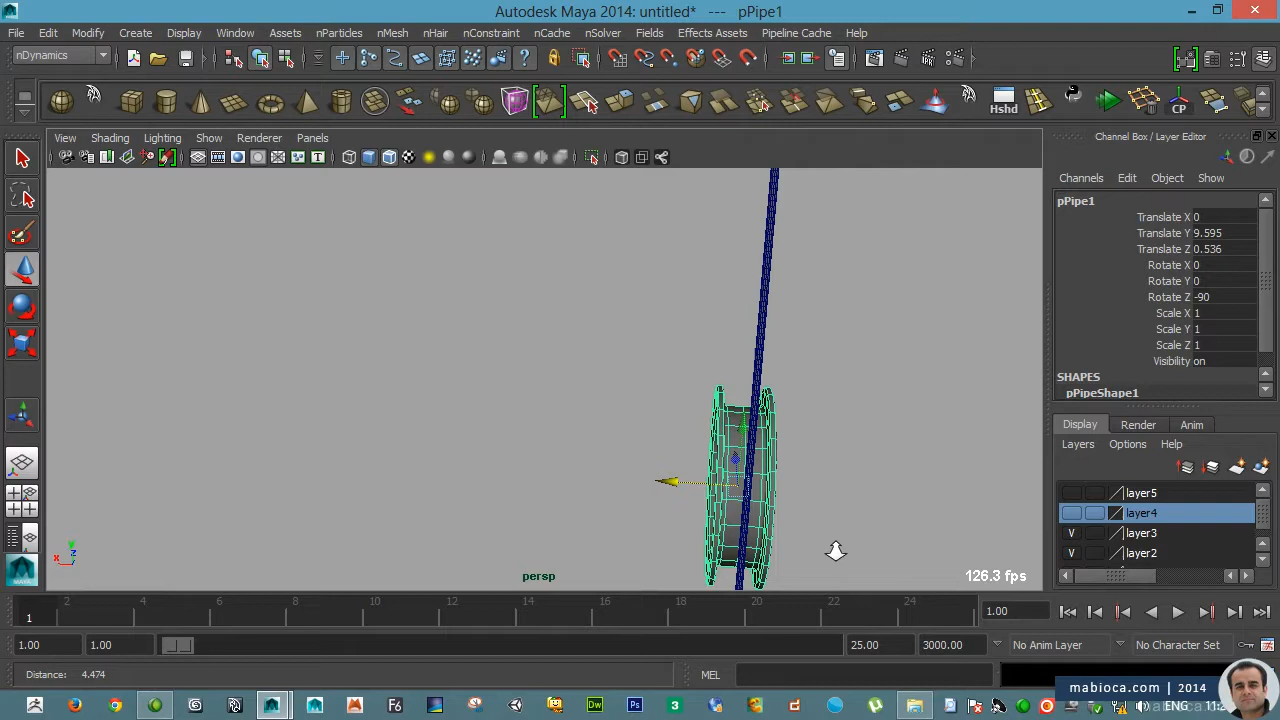 Autodesk Maya 2014: untitled* --- pPipe1
File Edit Modify Create Display Window Assets nParticles nMesh nHair nConstraint nCache nSolver Fields Effects Assets Pipeline Cache Help
nDynamics
Hshd
CP
View Shading Lighting Show Renderer Panels
Channel Box / Layer Editor
Channels Edit Object Show
pPipe1
Translate X 0
Translate Y 9.595
Translate Z 0.536
Rotate X 0
Rotate Y 0
Rotate Z -90
Scale X 1
Scale Y 1
Scale Z 1
Visibility on
SHAPES
pPipeShape1
Display Render Anim
Layers Options Help
layer5
layer4
V layer3
V layer2
persp
126.3 fps
y
z
x
MAYA
1 2 4 6 8 10 12 14 16 18 20 22 24
1.00
1.00 1.00 25.00 3000.00 No Anim Layer No Character Set
Distance: 4.474
MEL
mabioca.com | 2014
F6 Dw Ps 3 ENG